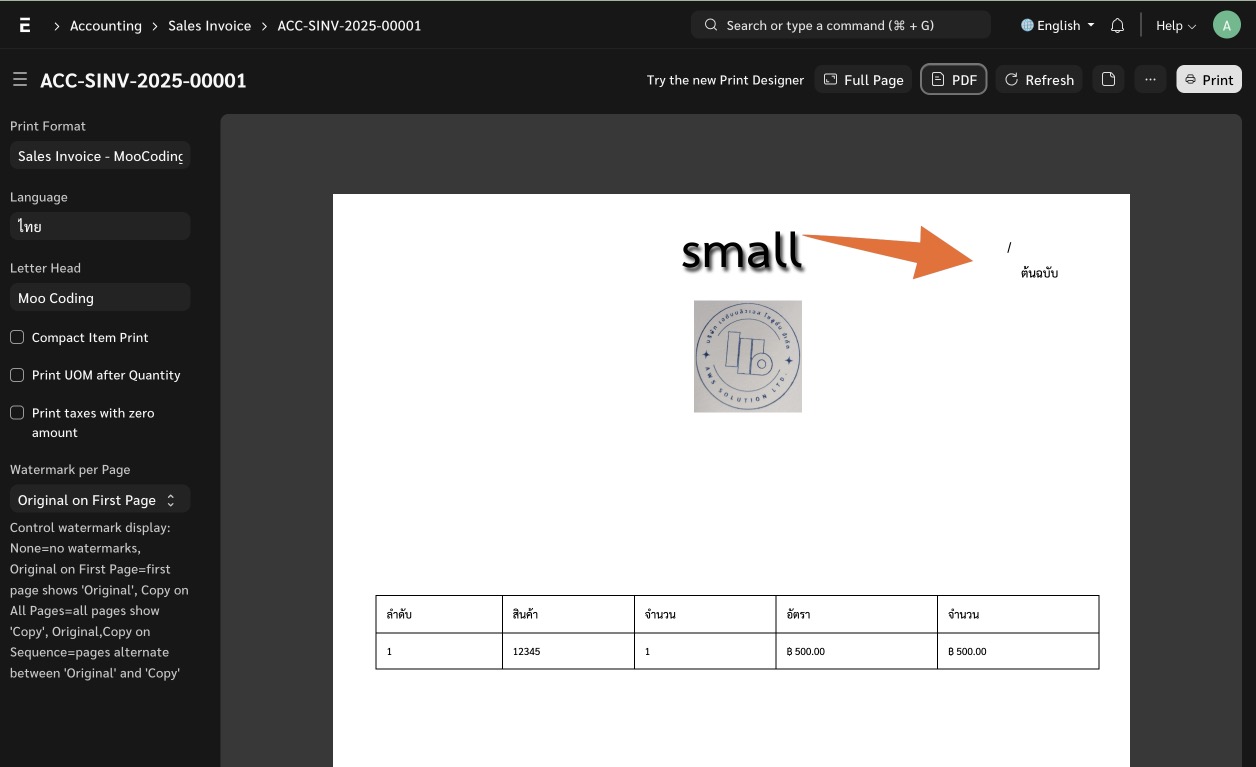 E > Accounting > Sales Invoice > ACC-SINV-2025-00001
Search or type a command (⌘ + G)
English
Help
A
ACC-SINV-2025-00001
Try the new Print Designer
Full Page
PDF
Refresh
...
Print
Print Format
Sales Invoice - MooCoding
Language
ไทย
Letter Head
Moo Coding
Compact Item Print
Print UOM after Quantity
Print taxes with zero
amount
Watermark per Page
Original on First Page
Control watermark display:
None=no watermarks,
Original on First Page=first
page shows 'Original', Copy on
All Pages=all pages show
'Copy', Original,Copy on
Sequence=pages alternate
between 'Original' and 'Copy'
small
/
ต้นฉบับ
AWS SOLUTION LTD.
ลำดับ สินค้า จำนวน อัตรา จำนวน
1 12345 1 ฿ 500.00 ฿ 500.00